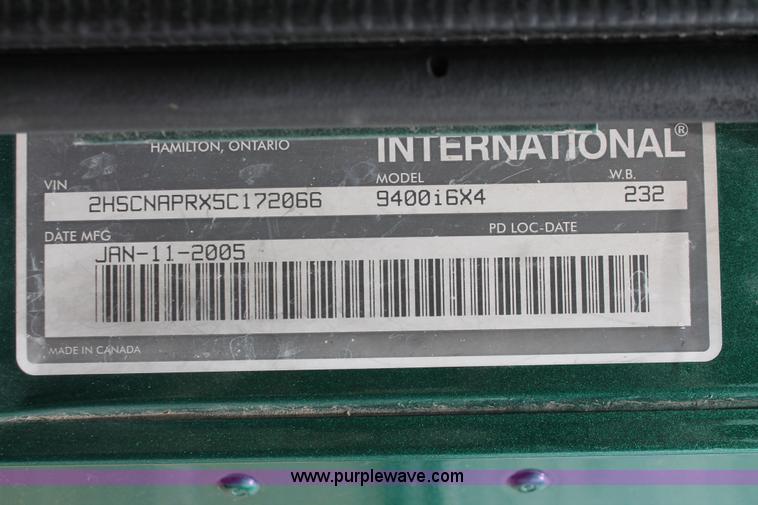 HAMILTON, ONTARIO INTERNATIONAL®
VIN MODEL W.B.
2HSCNAPRX5C172066 9400i6X4 232
DATE MFG PD LOC-DATE
JAN-11-2005
MADE IN CANADA
www.purplewave.com